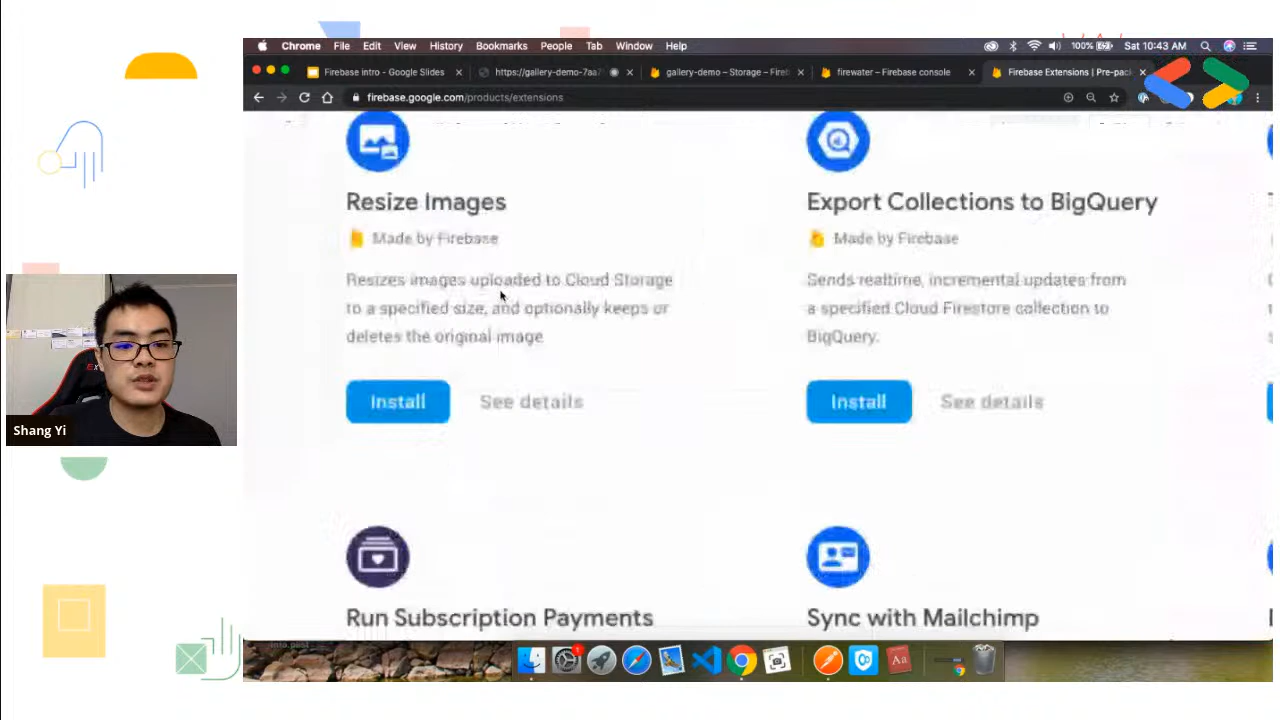 Chrome File Edit View History Bookmarks People Tab Window Help
100% Sat 10:43 AM
Firebase intro - Google Slides
https://gallery-demo-7aa7
gallery-demo – Storage – Fire
firewater – Firebase console
Firebase Extensions | Pre-pac
firebase.google.com/products/extensions
Resize Images
Made by Firebase
Resizes images uploaded to Cloud Storage
to a specified size, and optionally keeps or
deletes the original image
Install See details
Export Collections to BigQuery
Made by Firebase
Sends realtime, incremental updates from
a specified Cloud Firestore collection to
BigQuery.
Install See details
Run Subscription Payments
Sync with Mailchimp
Shang Yi
Aa